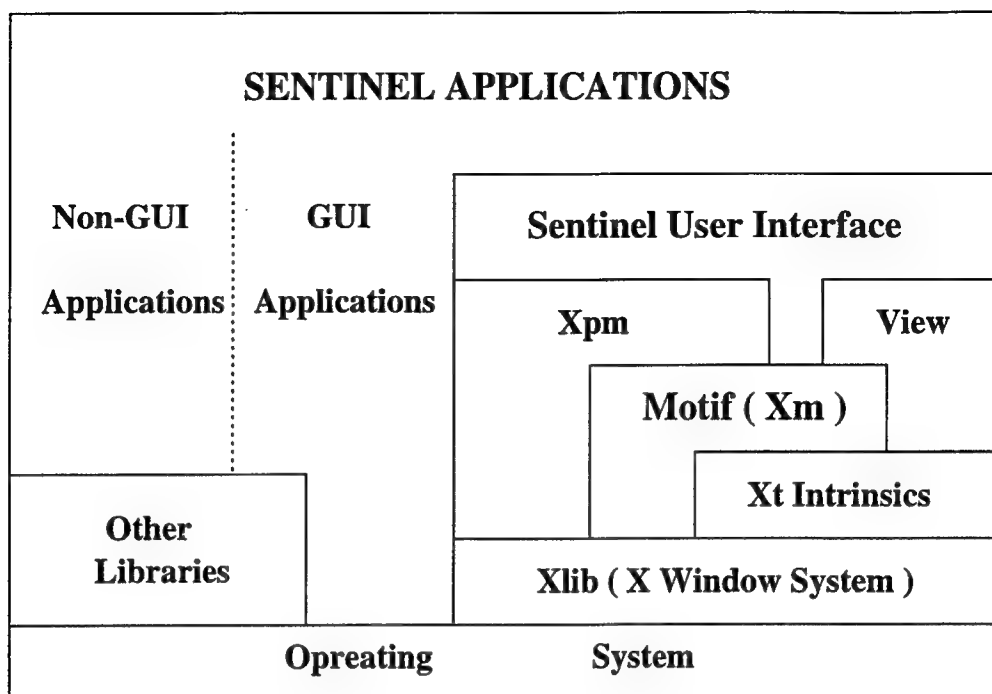 SENTINEL APPLICATIONS
Non-GUI
Applications
GUI
Applications
Sentinel User Interface
Xpm
View
Motif ( Xm )
Xt Intrinsics
Other
Libraries
Xlib ( X Window System )
Opreating System